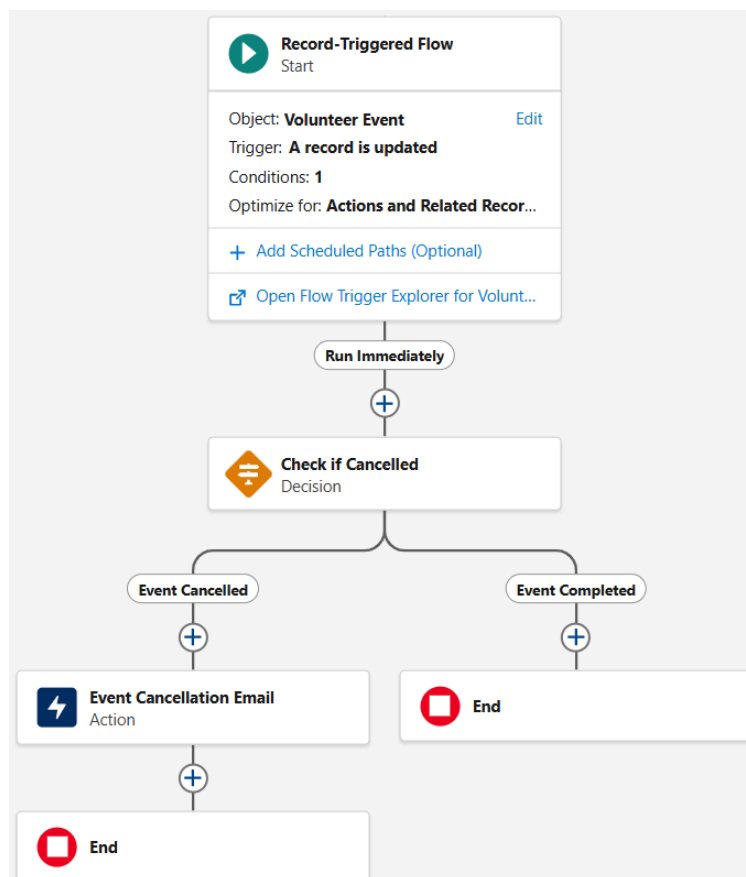 Record-Triggered Flow
Start
Object: Volunteer Event Edit
Trigger: A record is updated
Conditions: 1
Optimize for: Actions and Related Recor...
Add Scheduled Paths (Optional)
Open Flow Trigger Explorer for Volunt...
Run Immediately
Check if Cancelled
Decision
Event Cancelled
Event Completed
Event Cancellation Email
Action
End
End